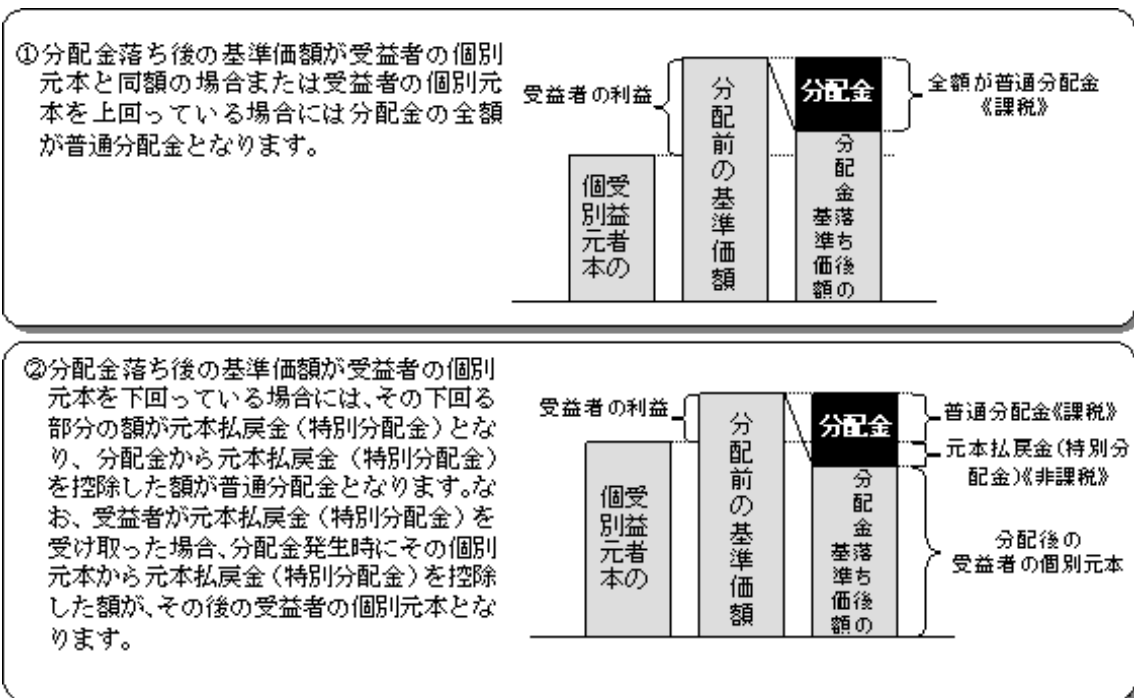 ①分配金落ち後の基準価額が受益者の個別
元本と同額の場合または受益者の個別元
本を上回っている場合には分配金の全額
が普通分配金となります。
受益者の利益
個別元本
受益者の
分配前の基準価額
分配金
分配金落ち後の
基準価額
全額が普通分配金
《課税》
②分配金落ち後の基準価額が受益者の個別
元本を下回っている場合には、その下回る
部分の額が元本払戻金(特別分配金)とな
り、分配金から元本払戻金(特別分配金)
を控除した額が普通分配金となります。な
お、受益者が元本払戻金(特別分配金)を
受け取った場合、分配金発生時にその個別
元本から元本払戻金(特別分配金)を控除
した額が、その後の受益者の個別元本とな
ります。
受益者の利益
受益者の
個別元本
分配前の基準価額
分配金
分配金落ち後の
基準価額
普通分配金《課税》
元本払戻金(特別分
配金)《非課税》
分配後の
受益者の個別元本